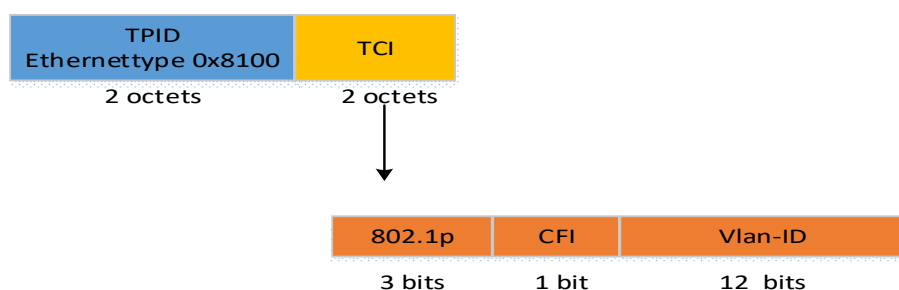 TPID
Ethernettype 0x8100
TCI
2 octets
2 octets
802.1p
CFI
Vlan-ID
3 bits
1 bit
12 bits